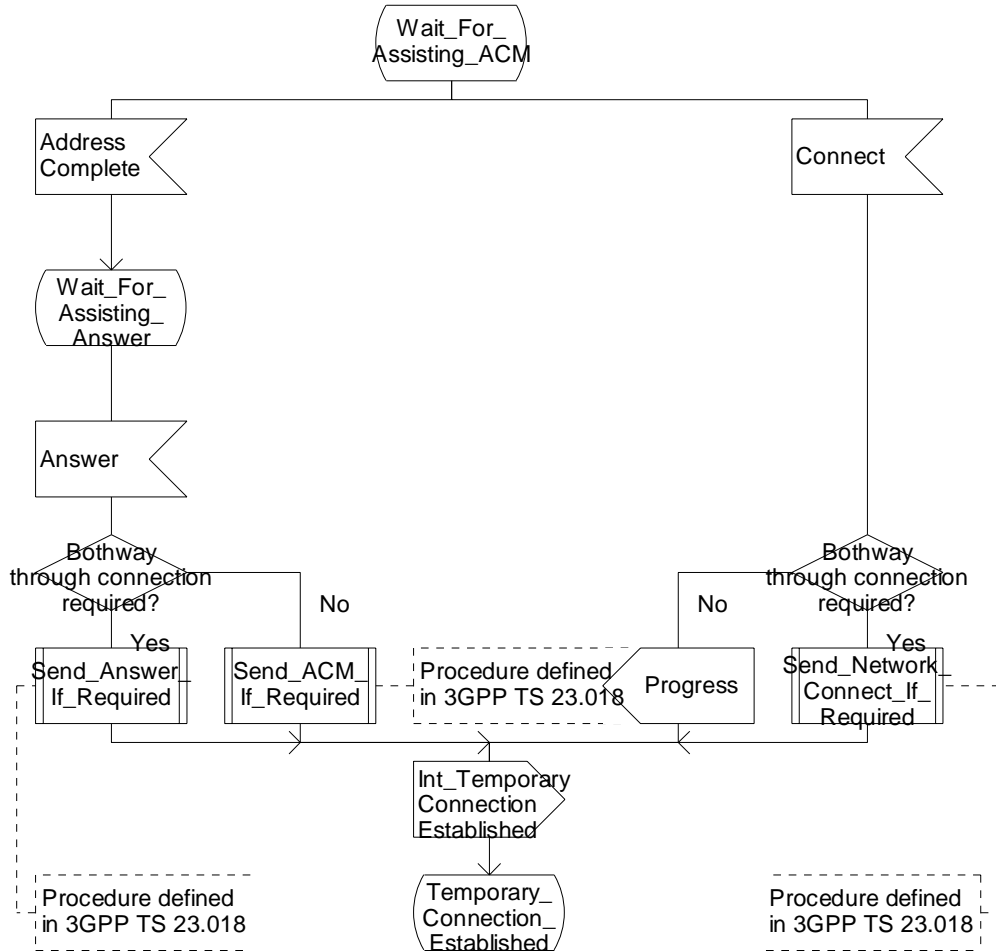 Wait_For_
Assisting_ACM
Address
Complete
Connect
Wait_For_
Assisting_
Answer
Answer
Bothway
through connection
required?
No
Yes
Bothway
through connection
required?
No
Yes
Send_Answer_
If_Required
Send_ACM_
If_Required
Procedure defined
in 3GPP TS 23.018
Progress
Send_Network_
Connect_If_
Required
Int_Temporary
Connection
Established
Procedure defined
in 3GPP TS 23.018
Temporary_
Connection_
Established
Procedure defined
in 3GPP TS 23.018